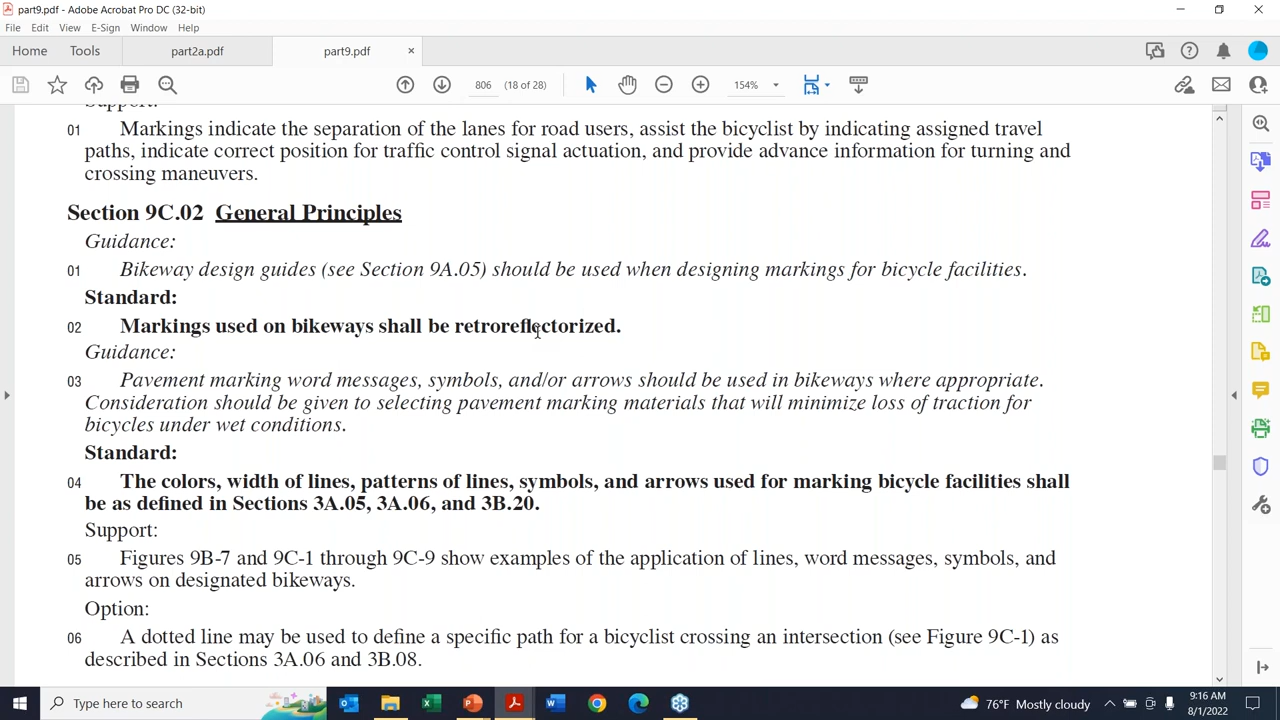 part9.pdf - Adobe Acrobat Pro DC (32-bit)
File Edit View E-Sign Window Help
Home Tools part2a.pdf part9.pdf ×
806 (18 of 28) 154%
Support:
01 Markings indicate the separation of the lanes for road users, assist the bicyclist by indicating assigned travel
paths, indicate correct position for traffic control signal actuation, and provide advance information for turning and
crossing maneuvers.
Section 9C.02 General Principles
Guidance:
01 Bikeway design guides (see Section 9A.05) should be used when designing markings for bicycle facilities.
Standard:
02 Markings used on bikeways shall be retroreflectorized.
Guidance:
03 Pavement marking word messages, symbols, and/or arrows should be used in bikeways where appropriate.
Consideration should be given to selecting pavement marking materials that will minimize loss of traction for
bicycles under wet conditions.
Standard:
04 The colors, width of lines, patterns of lines, symbols, and arrows used for marking bicycle facilities shall
be as defined in Sections 3A.05, 3A.06, and 3B.20.
Support:
05 Figures 9B-7 and 9C-1 through 9C-9 show examples of the application of lines, word messages, symbols, and
arrows on designated bikeways.
Option:
06 A dotted line may be used to define a specific path for a bicyclist crossing an intersection (see Figure 9C-1) as
described in Sections 3A.06 and 3B.08.
Type here to search
76°F Mostly cloudy
9:16 AM
8/1/2022